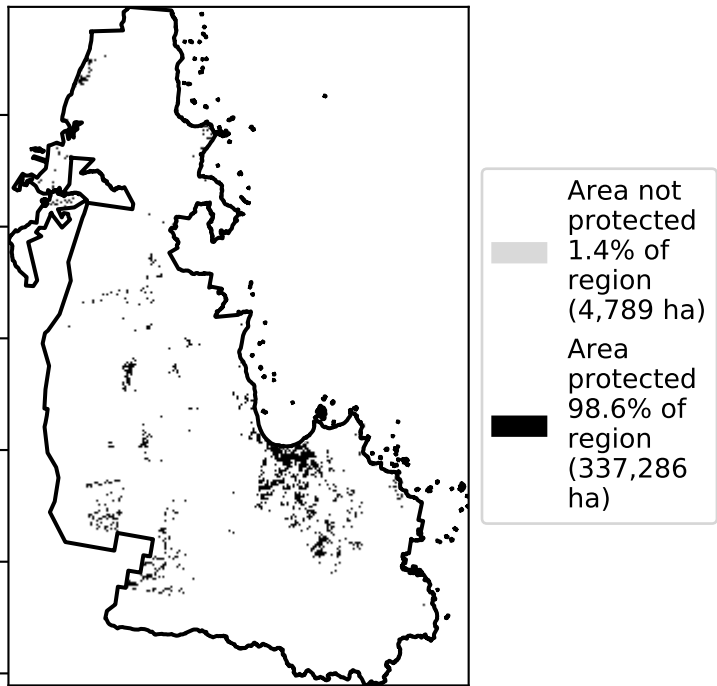 Area not
protected
1.4% of
region
(4,789 ha)
Area
protected
98.6% of
region
(337,286
ha)